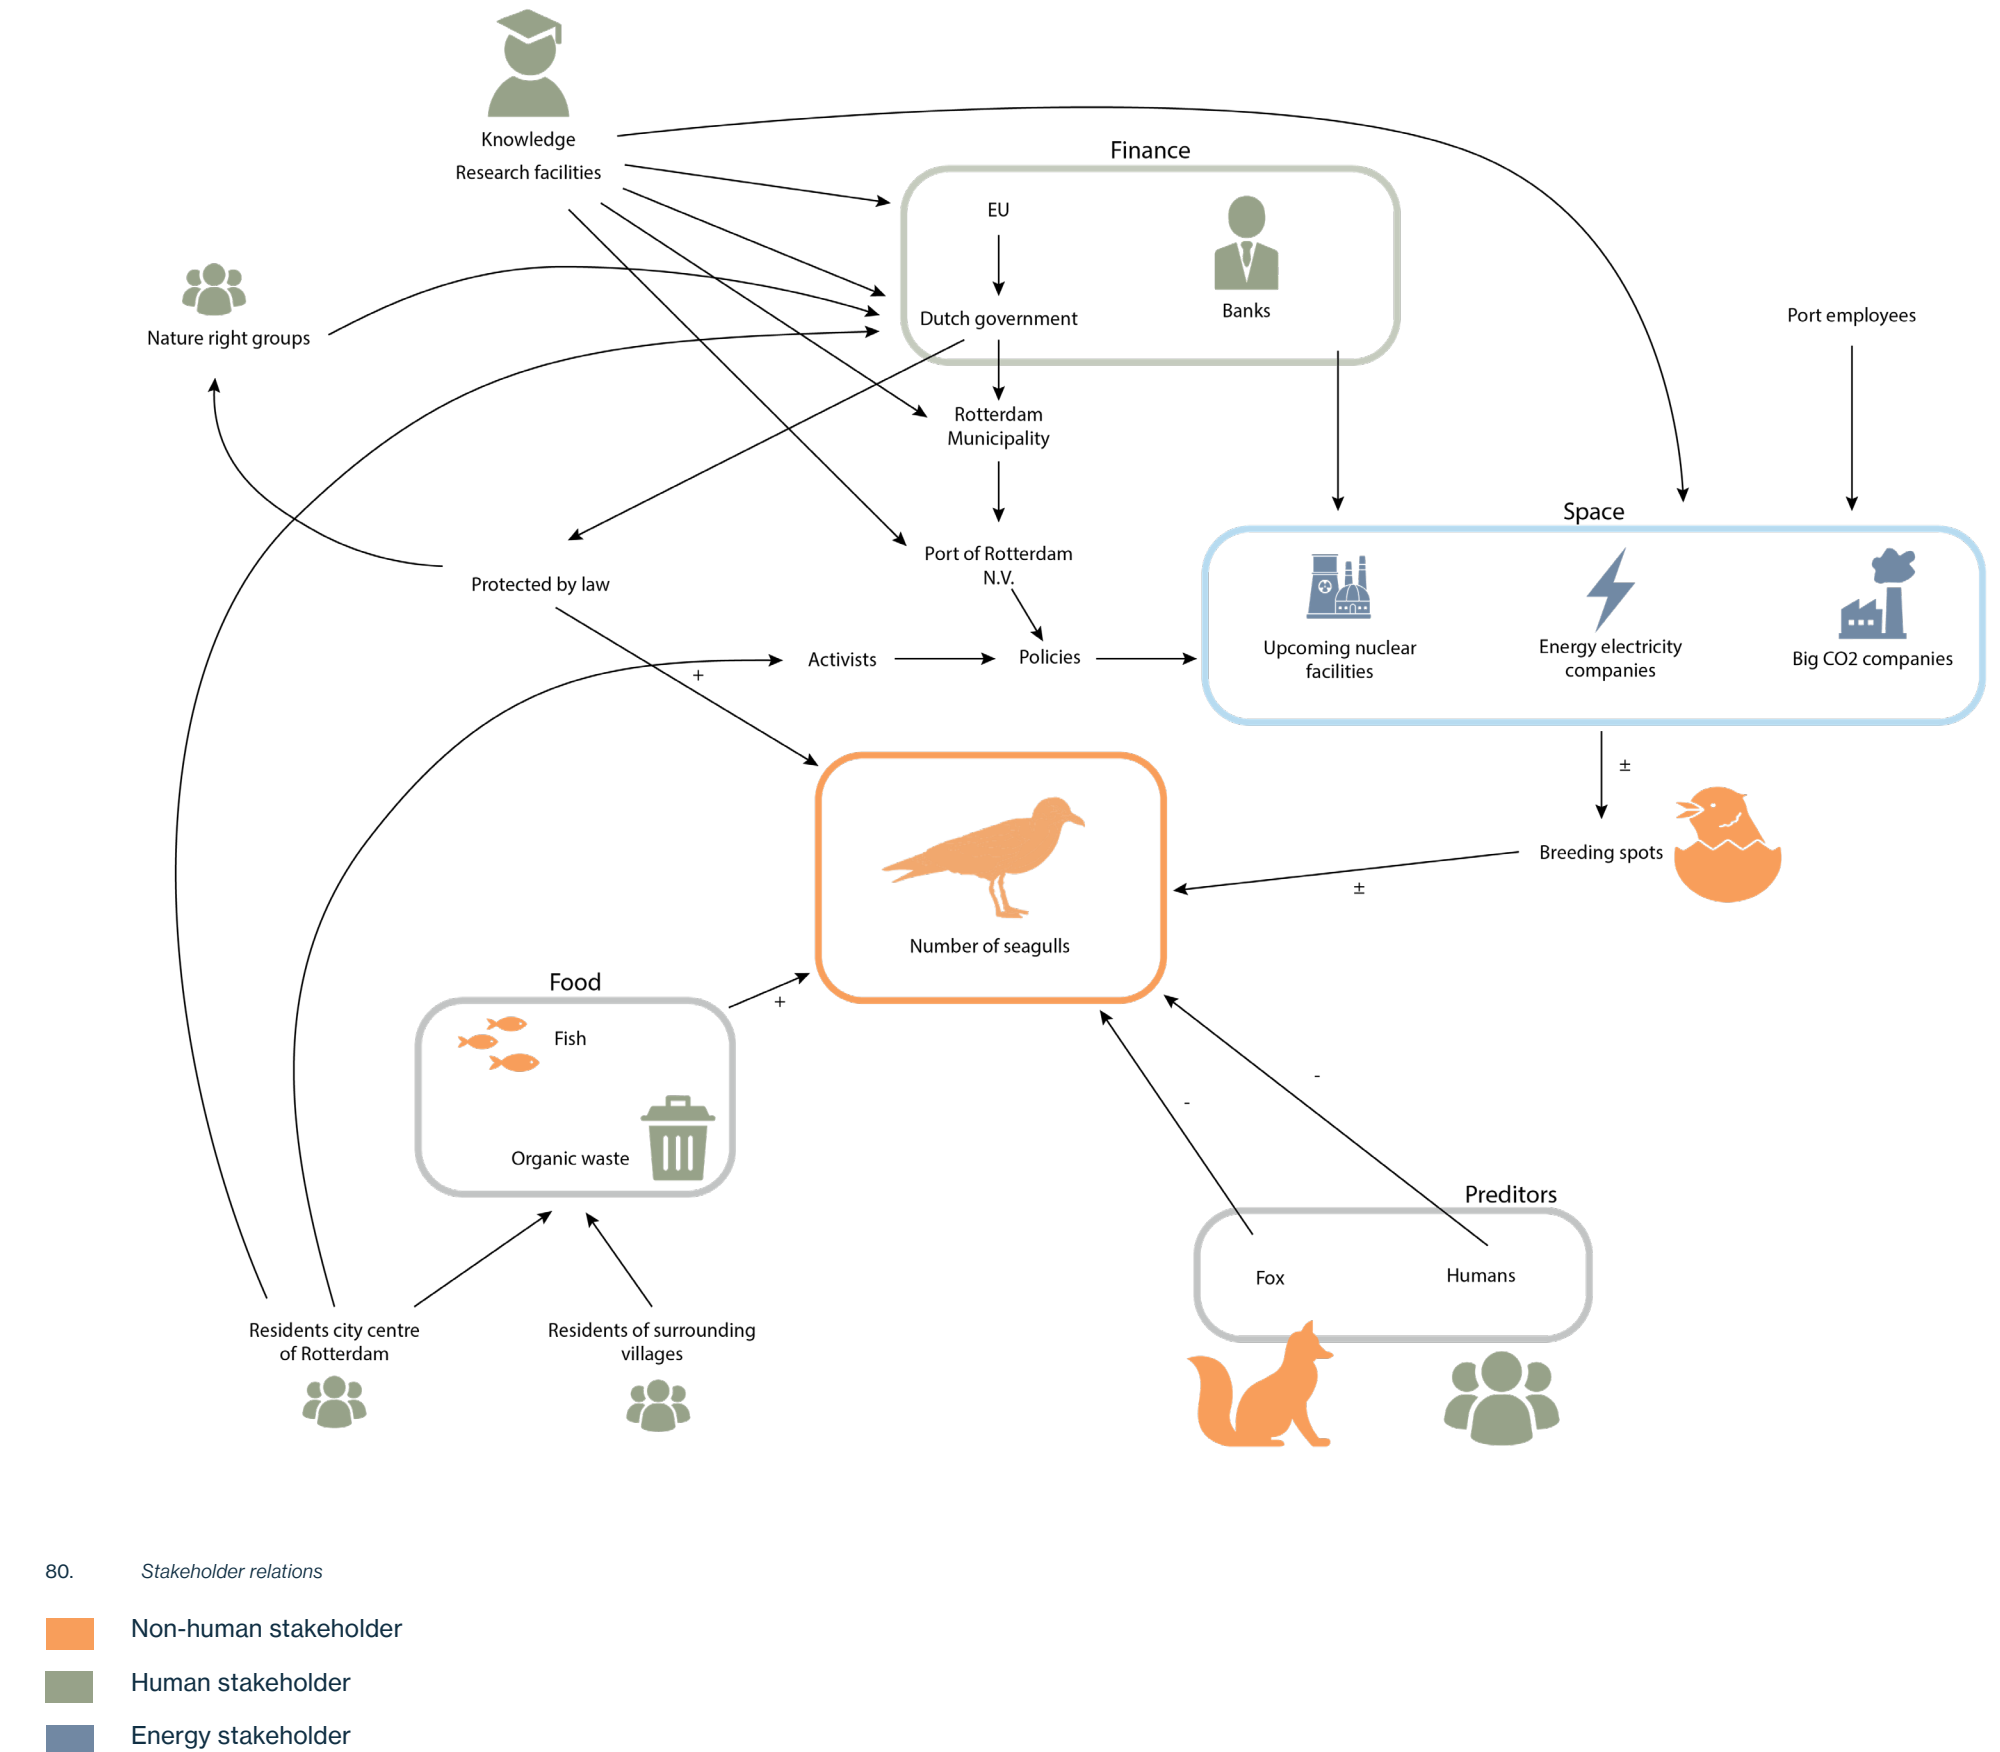 Knowledge
Research facilities
Finance
EU
Banks
Dutch government
Nature right groups
Port employees
Rotterdam
Municipality
Space
Port of Rotterdam
N.V.
Protected by law
Activists
Policies
+
Upcoming nuclear
facilities
Energy electricity
companies
Big CO2 companies
±
Breeding spots
±
Number of seagulls
Food
+
Fish
Organic waste
-
-
Preditors
Fox
Humans
Residents city centre
of Rotterdam
Residents of surrounding
villages
80. Stakeholder relations
Non-human stakeholder
Human stakeholder
Energy stakeholder